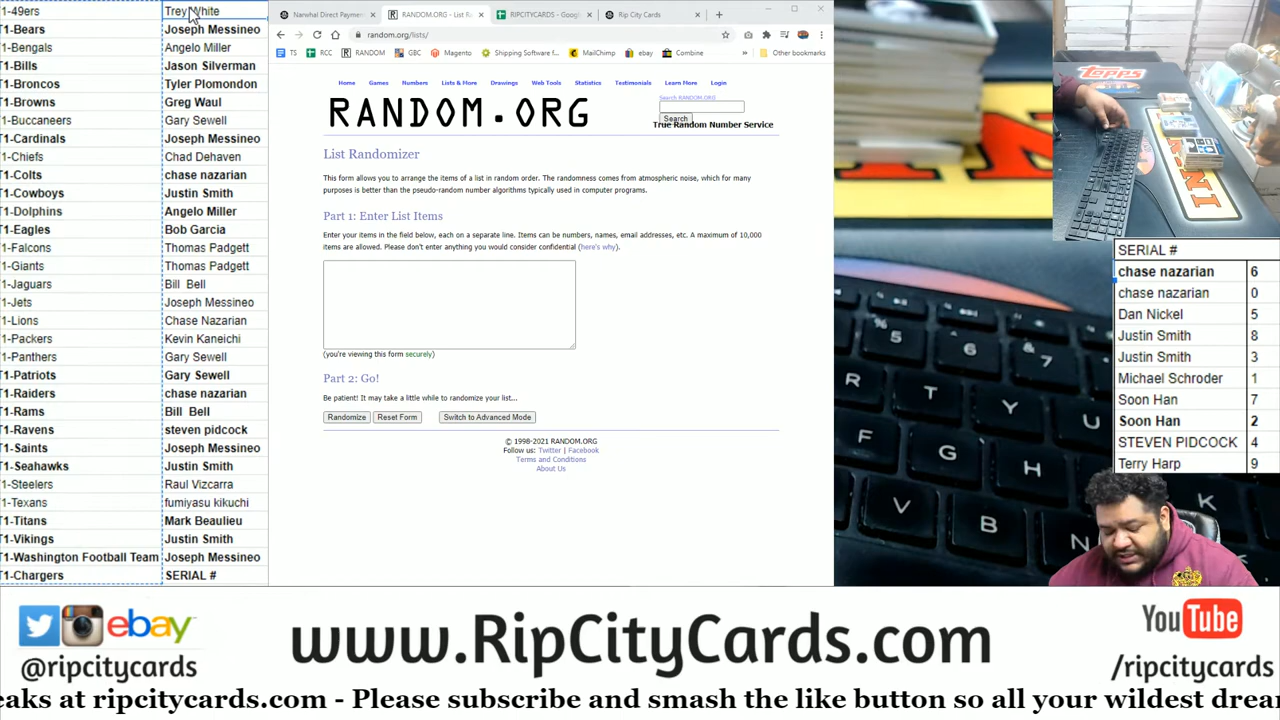 1-49ers Trey White
T1-Bears Joseph Messineo
T1-Bengals Angelo Miller
T1-Bills Jason Silverman
T1-Broncos Tyler Plomondon
T1-Browns Greg Waul
T1-Buccaneers Gary Sewell
T1-Cardinals Joseph Messineo
T1-Chiefs Chad Dehaven
T1-Colts chase nazarian
T1-Cowboys Justin Smith
T1-Dolphins Angelo Miller
T1-Eagles Bob Garcia
T1-Falcons Thomas Padgett
T1-Giants Thomas Padgett
T1-Jaguars Bill Bell
T1-Jets Joseph Messineo
T1-Lions Chase Nazarian
T1-Packers Kevin Kaneichi
T1-Panthers Gary Sewell
T1-Patriots Gary Sewell
T1-Raiders chase nazarian
T1-Rams Bill Bell
T1-Ravens steven pidcock
T1-Saints Joseph Messineo
T1-Seahawks Justin Smith
T1-Steelers Raul Vizcarra
T1-Texans fumiyasu kikuchi
T1-Titans Mark Beaulieu
T1-Vikings Justin Smith
T1-Washington Football Team Joseph Messineo
T1-Chargers SERIAL #
Narwhal Direct Paymen RANDOM.ORG - List Ra RIPCITYCARDS - Goog Rip City Cards
random.org/lists/
TS RCC RANDOM GBC Magento Shipping Software f... MailChimp ebay Combine » Other bookmarks
Home Games Numbers Lists & More Drawings Web Tools Statistics Testimonials Learn More Login
RANDOM.ORG
Search RANDOM.ORG
Search
True Random Number Service
List Randomizer
This form allows you to arrange the items of a list in random order. The randomness comes from atmospheric noise, which for many
purposes is better than the pseudo-random number algorithms typically used in computer programs.
Part 1: Enter List Items
Enter your items in the field below, each on a separate line. Items can be numbers, names, email addresses, etc. A maximum of 10,000
items are allowed. Please don't enter anything you would consider confidential (here's why).
(you're viewing this form securely)
Part 2: Go!
Be patient! It may take a little while to randomize your list...
Randomize Reset Form Switch to Advanced Mode
© 1998-2021 RANDOM.ORG
Follow us: Twitter | Facebook
Terms and Conditions
About Us
%5 6 &7
R T Y U
F G H K
V B N
topps
SERIAL #
chase nazarian 6
chase nazarian 0
Dan Nickel 5
Justin Smith 8
Justin Smith 3
Michael Schroder 1
Soon Han 7
Soon Han 2
STEVEN PIDCOCK 4
Terry Harp 9
ebay
@ripcitycards
www.RipCityCards.com
YouTube
/ripcitycards
eaks at ripcitycards.com - Please subscribe and smash the like button so all your wildest drea